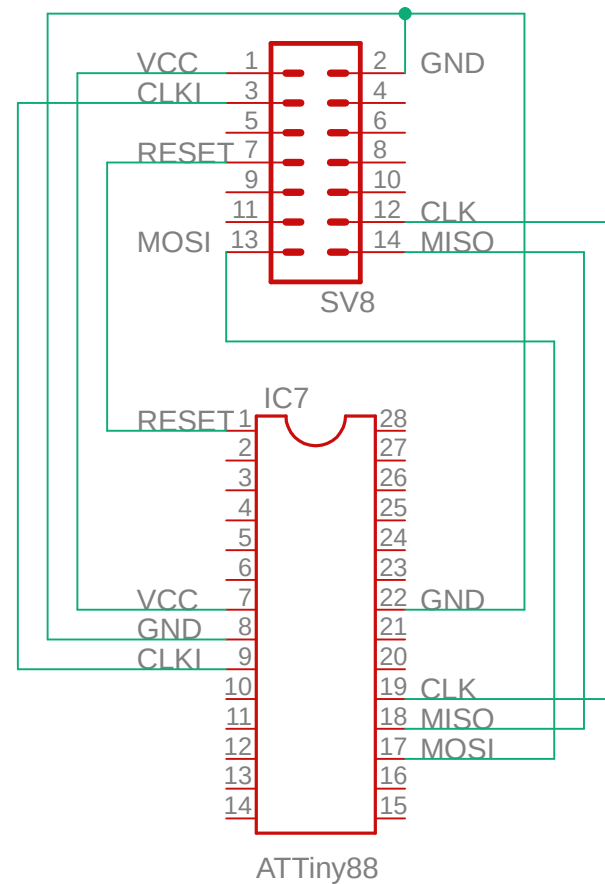 VCC 1 2 GND
CLKI 3 4
5 6
RESET 7 8
9 10
11 12 CLK
MOSI 13 14 MISO
SV8
IC7
RESET 1 28
2 27
3 26
4 25
5 24
6 23
VCC 7 22 GND
GND 8 21
CLKI 9 20
10 19 CLK
11 18 MISO
12 17 MOSI
13 16
14 15
ATTiny88